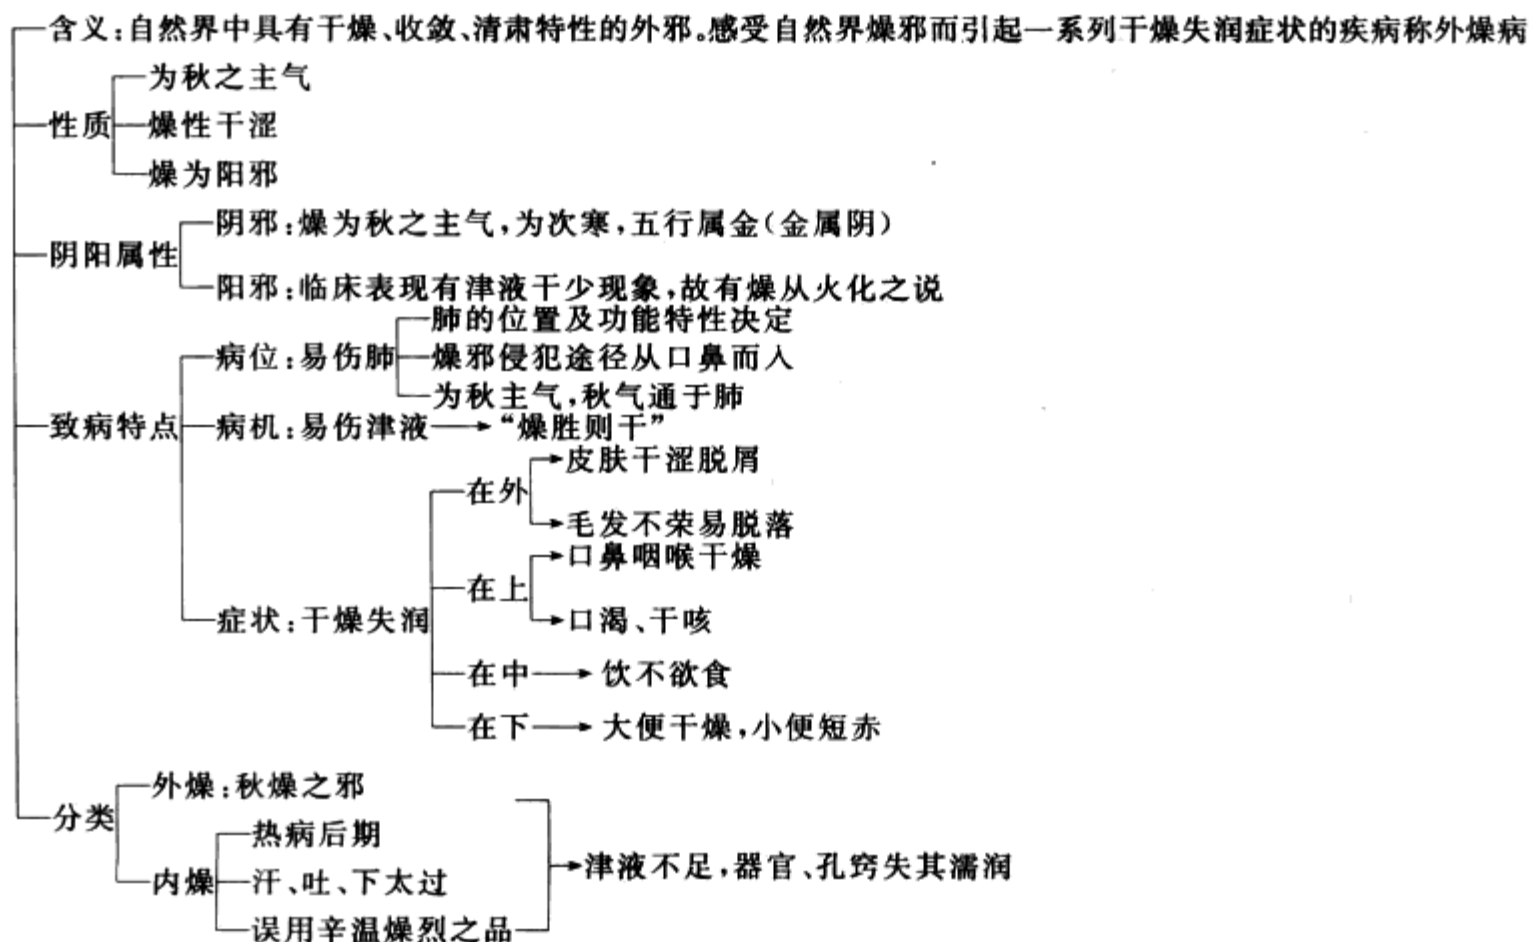 含义:自然界中具有干燥、收敛、清肃特性的外邪。感受自然界燥邪而引起一系列干燥失润症状的疾病称外燥病
为秋之主气
性质
燥性干涩
燥为阳邪
阴邪:燥为秋之主气,为次寒,五行属金(金属阴)
阴阳属性
阳邪:临床表现有津液干少现象,故有燥从火化之说
肺的位置及功能特性决定
病位:易伤肺
燥邪侵犯途径从口鼻而入
为秋主气,秋气通于肺
致病特点
病机:易伤津液→“燥胜则干”
皮肤干涩脱屑
在外
毛发不荣易脱落
口鼻咽喉干燥
在上
口渴、干咳
症状:干燥失润
在中→饮不欲食
在下→大便干燥,小便短赤
外燥:秋燥之邪
分类
热病后期
内燥
汗、吐、下太过
→津液不足,器官、孔窍失其濡润
误用辛温燥烈之品